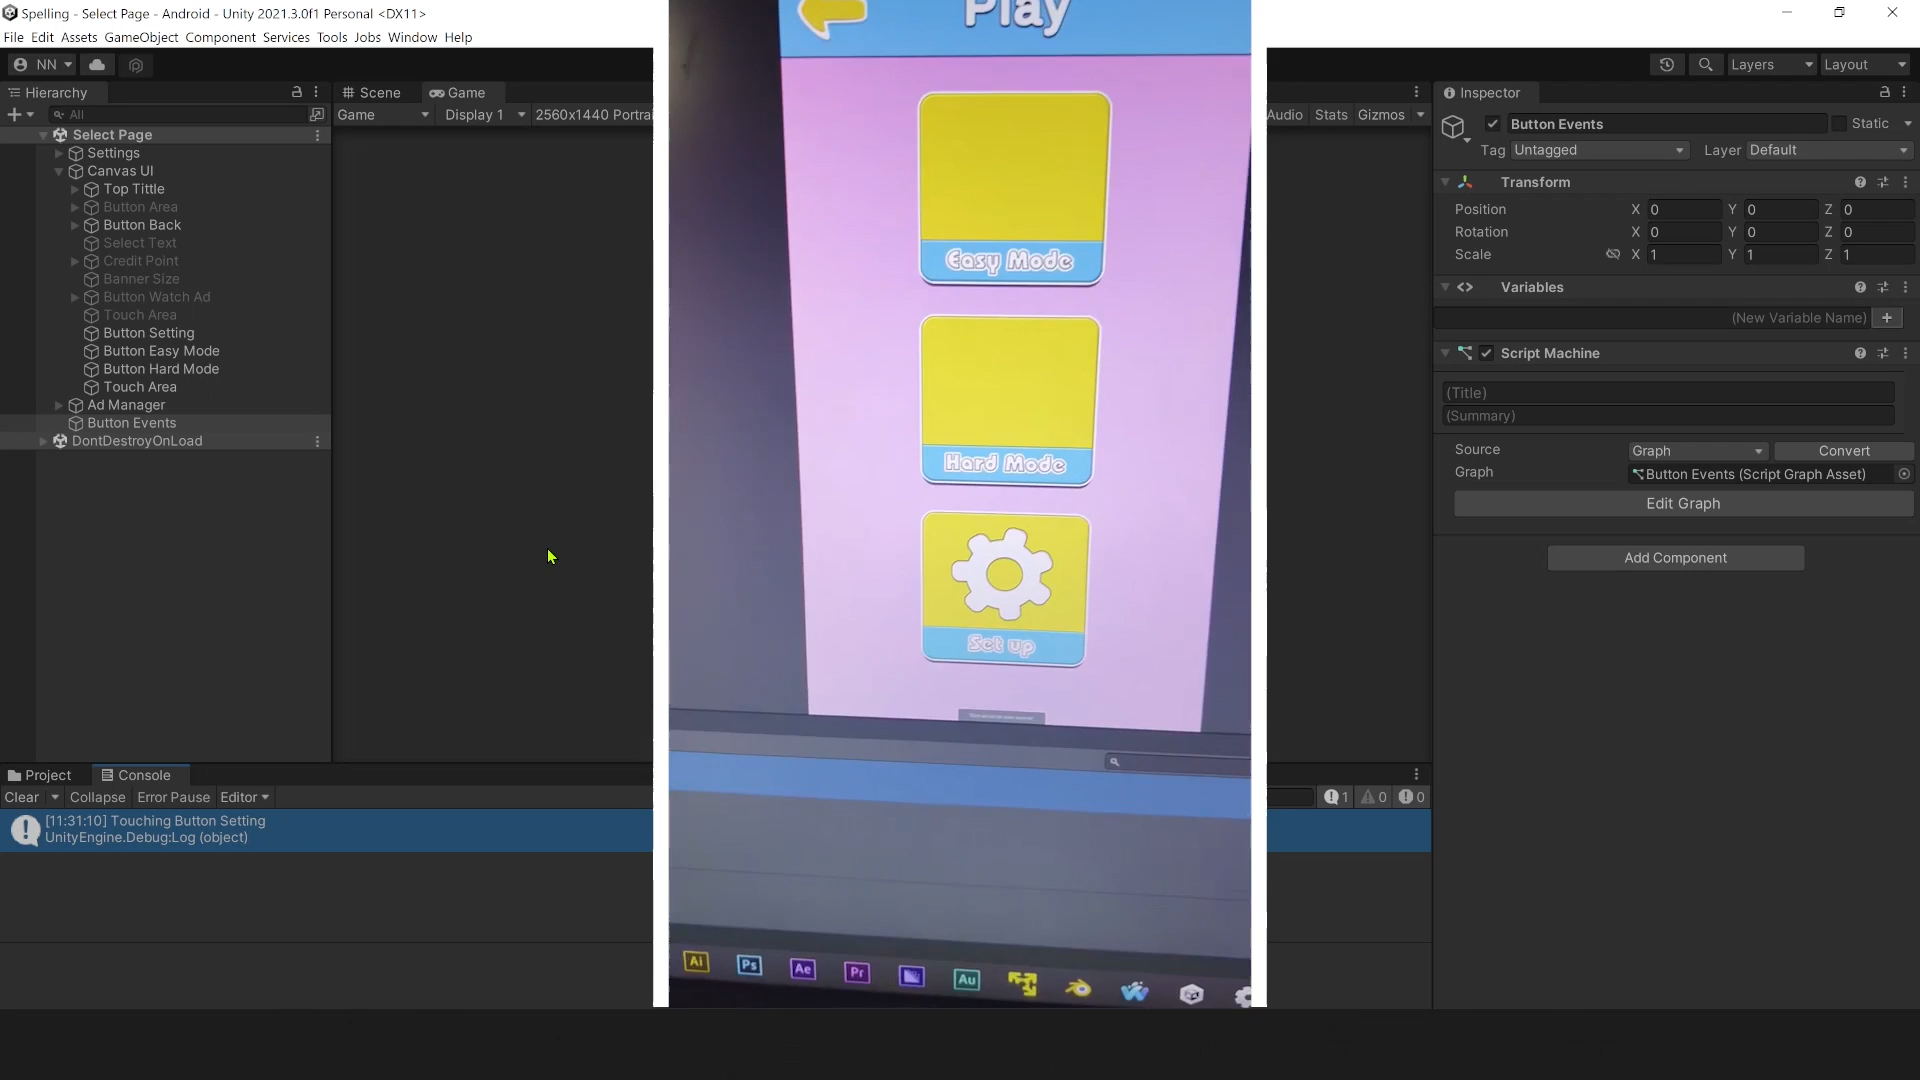 Spelling - Select Page - Android - Unity 2021.3.0f1 Personal <DX11>
File Edit Assets GameObject Component Services Tools Jobs Window Help
NN
Layers
Layout
Hierarchy
Scene
Game
Inspector
All
Game
Display 1
2560x1440 Portra
Audio
Stats
Gizmos
Button Events
Static
Tag Untagged
Layer Default
Select Page
Settings
Canvas UI
Top Tittle
Button Area
Button Back
Select Text
Credit Point
Banner Size
Button Watch Ad
Touch Area
Button Setting
Button Easy Mode
Button Hard Mode
Touch Area
Ad Manager
Button Events
DontDestroyOnLoad
Play
Easy Mode
Hard Mode
Set up
Ai
Ps
Ae
Pr
Au
Transform
Position X 0 Y 0 Z 0
Rotation X 0 Y 0 Z 0
Scale X 1 Y 1 Z 1
Variables
(New Variable Name)
Script Machine
(Title)
(Summary)
Source Graph Convert
Graph Button Events (Script Graph Asset)
Edit Graph
Add Component
Project
Console
Clear
Collapse
Error Pause
Editor
1
0
0
[11:31:10] Touching Button Setting
UnityEngine.Debug:Log (object)